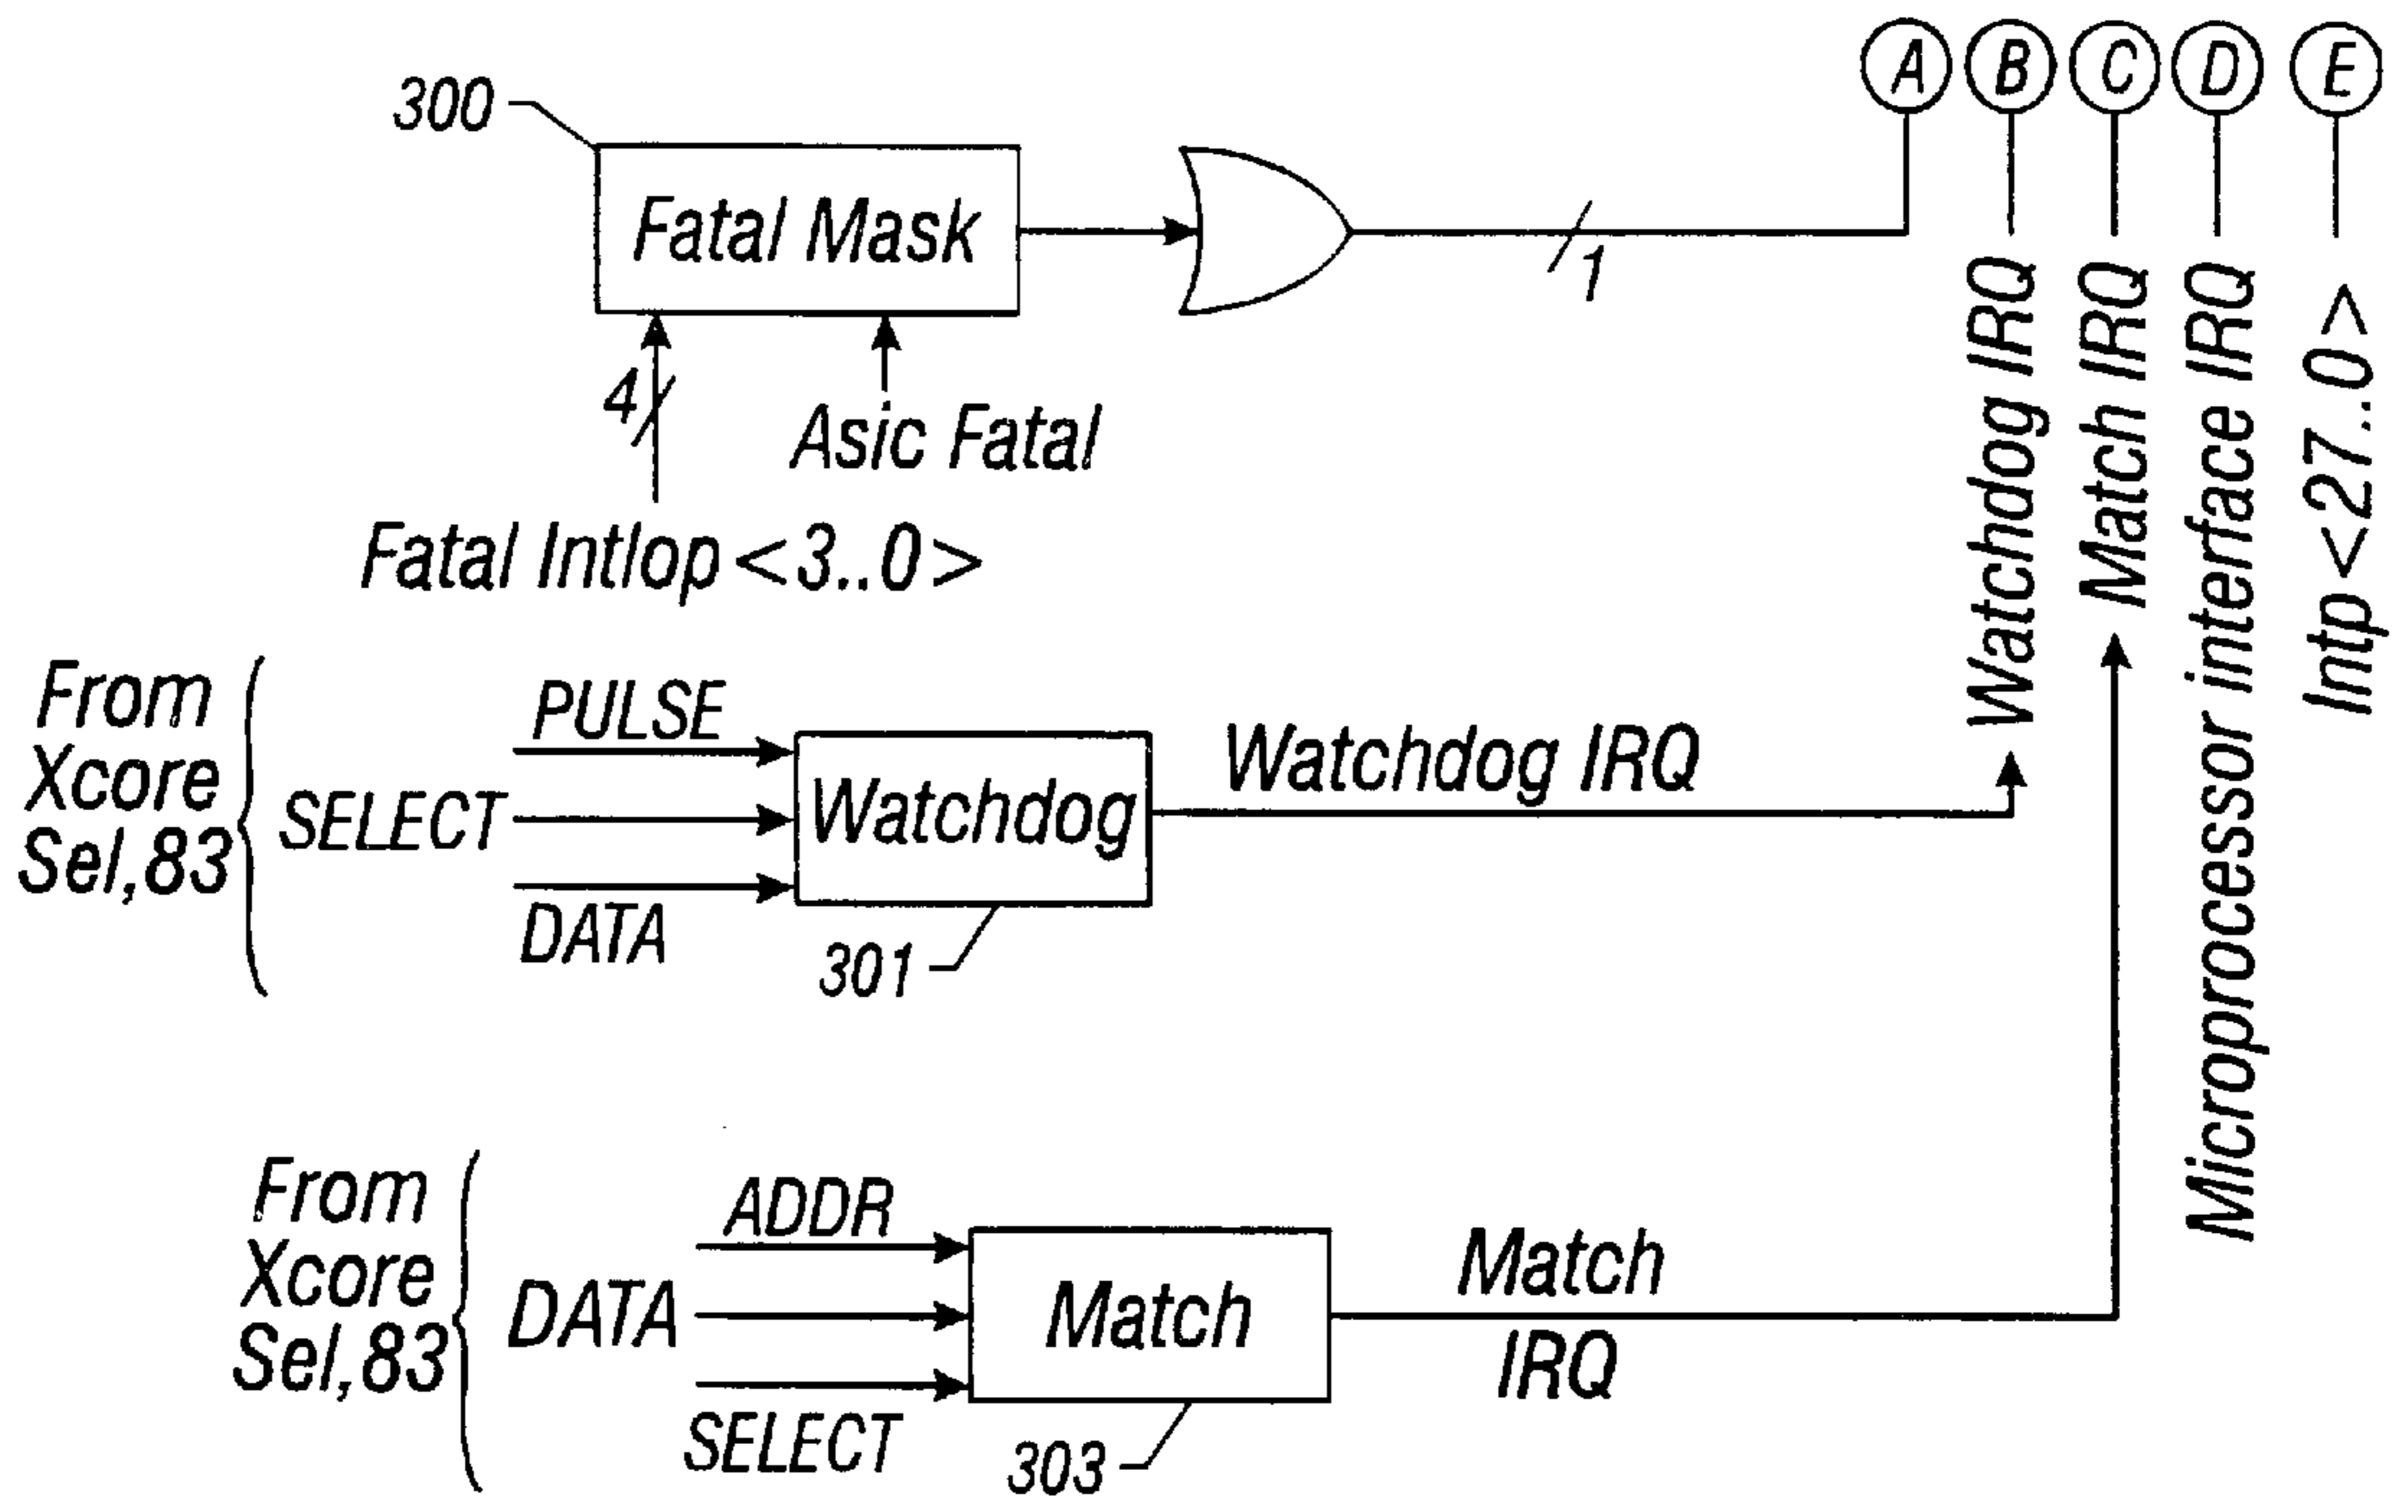 A B C D E
300
Fatal Mask
1
4
Asic Fatal
Fatal Intlop <3..0>
Watchdog IRQ
Match IRQ
Microprocessor interface IRQ
Intp <27..0>
From
Xcore
Sel,83
PULSE
SELECT
DATA
Watchdog
301
Watchdog IRQ
From
Xcore
Sel,83
ADDR
DATA
SELECT
Match
303
Match
IRQ